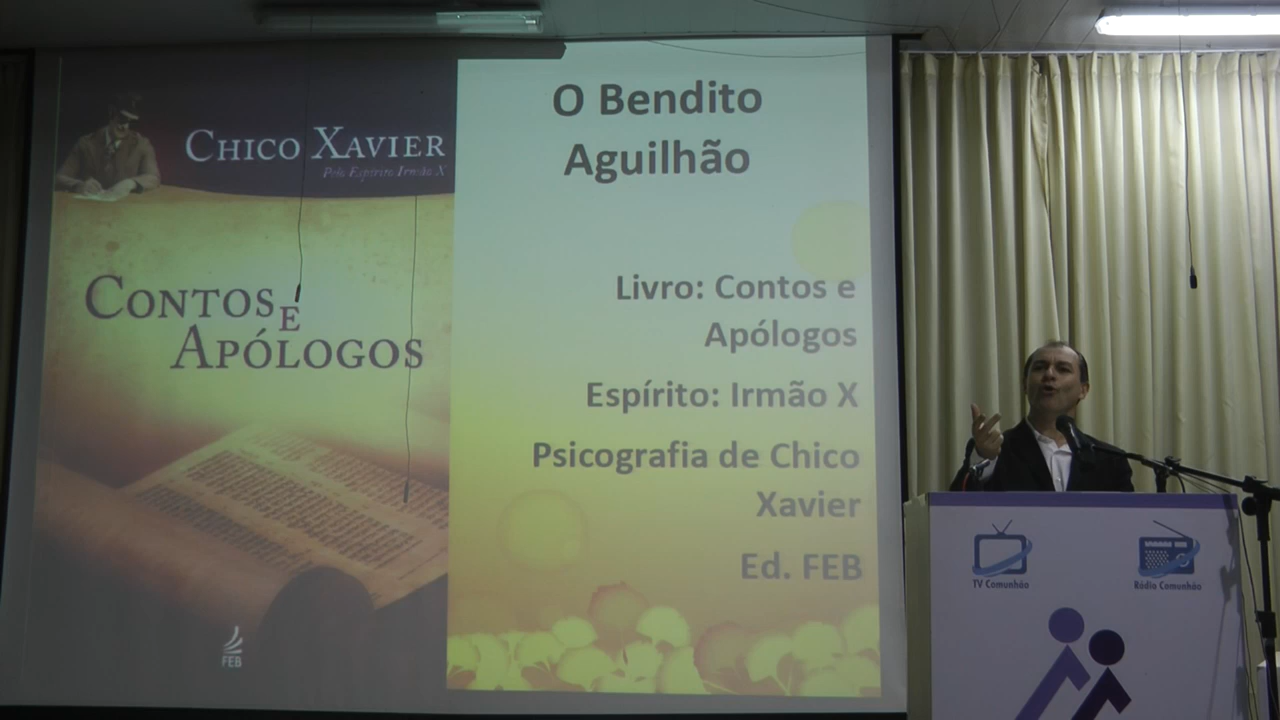 CHICO XAVIER
Pelo Espírito Irmão X
CONTOS E
APÓLOGOS
FEB
O Bendito
Aguilhão
Livro: Contos e
Apólogos
Espírito: Irmão X
Psicografia de Chico
Xavier
Ed. FEB
TV Comunhão
Rádio Comunhão